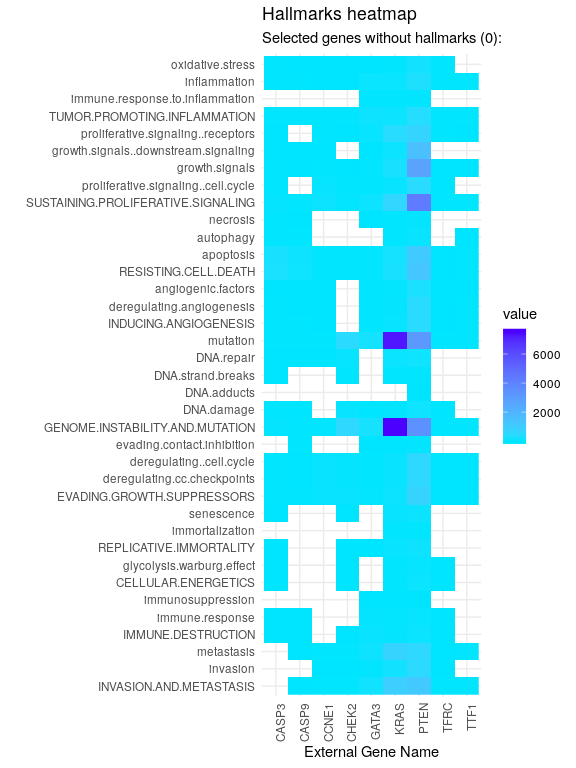 Hallmarks heatmap
Selected genes without hallmarks (0):
oxidative.stress
inflammation
immune.response.to.inflammation
TUMOR.PROMOTING.INFLAMMATION
proliferative.signaling..receptors
growth.signals..downstream.signaling
growth.signals
proliferative.signaling..cell.cycle
SUSTAINING.PROLIFERATIVE.SIGNALING
necrosis
autophagy
apoptosis
RESISTING.CELL.DEATH
angiogenic.factors
deregulating.angiogenesis
INDUCING.ANGIOGENESIS
mutation
DNA.repair
DNA.strand.breaks
DNA.adducts
DNA.damage
GENOME.INSTABILITY.AND.MUTATION
evading.contact.inhibition
deregulating..cell.cycle
deregulating.cc.checkpoints
EVADING.GROWTH.SUPPRESSORS
senescence
immortalization
REPLICATIVE.IMMORTALITY
glycolysis.warburg.effect
CELLULAR.ENERGETICS
immunosuppression
immune.response
IMMUNE.DESTRUCTION
metastasis
invasion
INVASION.AND.METASTASIS
CASP3
CASP9
CCNE1
CHEK2
GATA3
KRAS
PTEN
TFRC
TTF1
External Gene Name
value
6000
4000
2000